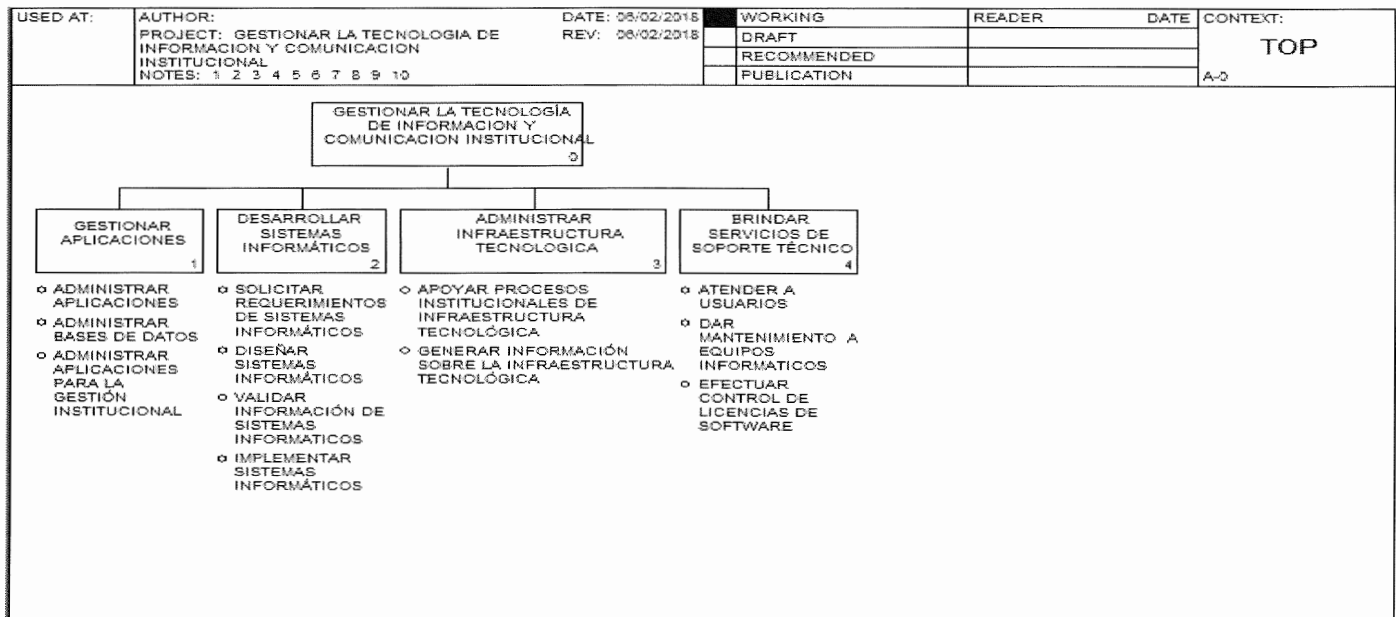 USED AT:
AUTHOR:
DATE: 06/02/2018
PROJECT: GESTIONAR LA TECNOLOGIA DE
INFORMACION Y COMUNICACION
INSTITUCIONAL
REV: 06/02/2018
NOTES: 1 2 3 4 5 6 7 8 9 10
WORKING
DRAFT
RECOMMENDED
PUBLICATION
READER DATE
CONTEXT:
TOP
A-0
GESTIONAR LA TECNOLOGÍA
DE INFORMACION Y
COMUNICACION INSTITUCIONAL
0
GESTIONAR
APLICACIONES
1
ADMINISTRAR
APLICACIONES
ADMINISTRAR
BASES DE DATOS
ADMINISTRAR
APLICACIONES
PARA LA
GESTIÓN
INSTITUCIONAL
DESARROLLAR
SISTEMAS
INFORMÁTICOS
2
SOLICITAR
REQUERIMIENTOS
DE SISTEMAS
INFORMÁTICOS
DISEÑAR
SISTEMAS
INFORMÁTICOS
VALIDAR
INFORMACIÓN DE
SISTEMAS
INFORMATICOS
IMPLEMENTAR
SISTEMAS
INFORMÁTICOS
ADMINISTRAR
INFRAESTRUCTURA
TECNOLOGICA
3
APOYAR PROCESOS
INSTITUCIONALES DE
INFRAESTRUCTURA
TECNOLÓGICA
GENERAR INFORMACIÓN
SOBRE LA INFRAESTRUCTURA
TECNOLÓGICA
BRINDAR
SERVICIOS DE
SOPORTE TÉCNICO
4
ATENDER A
USUARIOS
DAR
MANTENIMIENTO A
EQUIPOS
INFORMATICOS
EFECTUAR
CONTROL DE
LICENCIAS DE
SOFTWARE